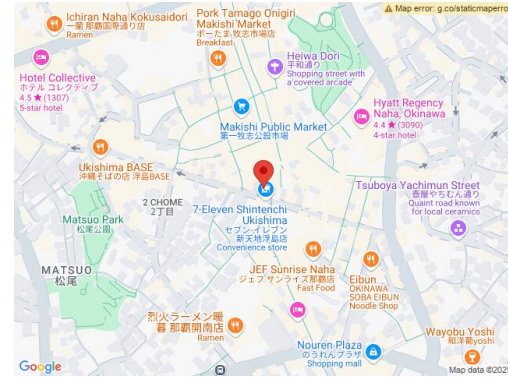 Map error: g.co/staticmaperro
Ichiran Naha Kokusaidori
一蘭 那覇国際通り店
Ramen
Pork Tamago Onigiri
Makishi Market
ポーたま 牧志市場店
Breakfast
Heiwa Dori
平和通り
Shopping street with
a covered arcade
Hotel Collective
ホテル コレクティブ
4.5 ★ (1307)
5-star hotel
Hyatt Regency
Naha, Okinawa
4.4 ★ (3090)
4-star hotel
Makishi Public Market
第一牧志公設市場
Ukishima BASE
沖縄そばの店 浮島BASE
Tsuboya Yachimun Street
壺屋やちむん通り
Quaint road known
for local ceramics
2 CHOME
2丁目
Matsuo Park
松尾公園
7-Eleven Shintenchi
Ukishima
セブン-イレブン
新天地浮島店
Convenience store
MATSUO
松尾
JEF Sunrise Naha
ジェフ サンライズ那覇店
Fast Food
Eibun
OKINAWA
SOBA EIBUN
Noodle Shop
烈火ラーメン暖
暮 那覇開南店
Ramen
Nouren Plaza
のうれんプラザ
Shopping mall
Wayobu Yoshi
和洋葡yoshi
Google
Map data ©2025